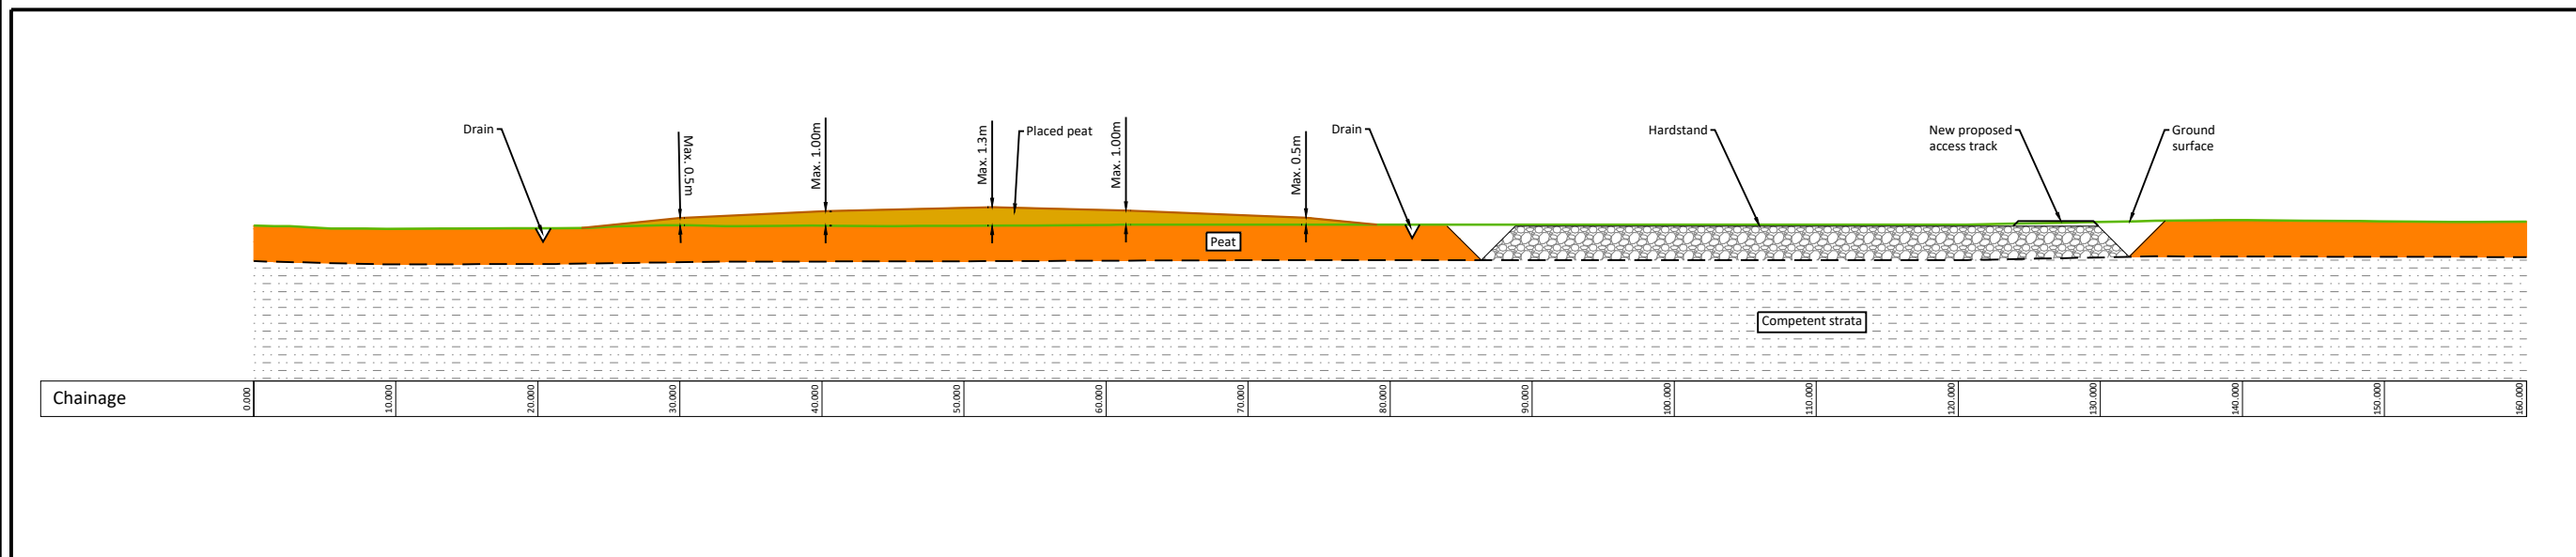 Drain
Max. 0.5m
Max. 1.00m
Max. 1.3m
Placed peat
Max. 1.00m
Max. 0.5m
Drain
Hardstand
New proposed
access track
Ground
surface
Peat
Competent strata
Chainage
0.000
10.000
20.000
30.000
40.000
50.000
60.000
70.000
80.000
90.000
100.000
110.000
120.000
130.000
140.000
150.000
160.000